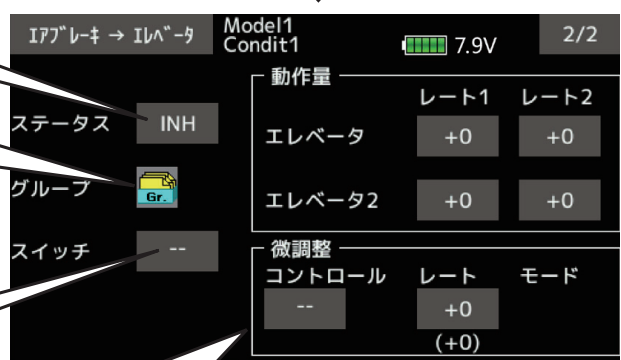 ｴｱﾌﾞﾚｰｷ → ｴﾚﾍﾞｰﾀ
Model1
Condit1
7.9V
2/2
ステータス INH
グループ Gr.
スイッチ --
動作量
レート1 レート2
エレベータ +0 +0
エレベータ2 +0 +0
微調整
コントロール レート モード
-- +0
(+0)